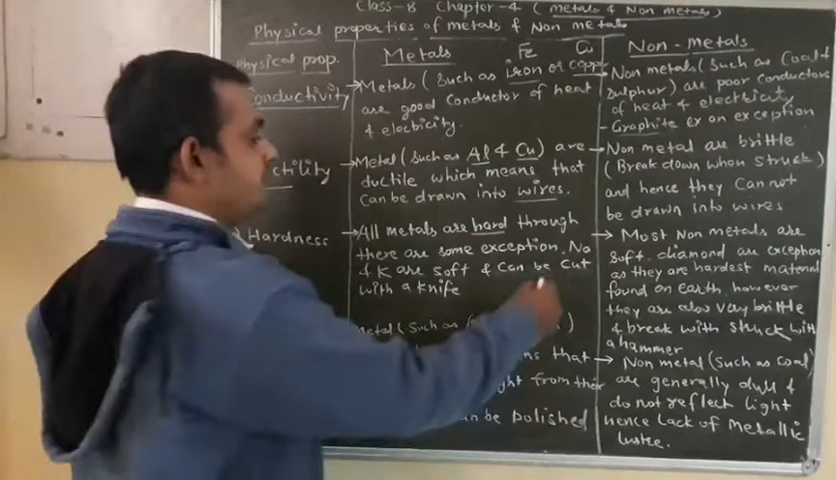 Class-8 Chapter-4 (metals & Non metals)
Physical properties of metals & Non metals
Physical prop.
Metals
Fe Cu
Non-metals
Conductivity
→Metals (Such as iron or copp
are good conductor of heat
& electricity.
→Non metals (such as Coal &
Sulphur) are poor conductors
of heat & electricity
-Graphite ex an exception
ctility
→Metal (such as Al & Cu) are
ductile which means that
Can be drawn into wires.
→Non metal are brittle
(Break down when Struck)
and hence they Can not
be drawn into wires
Hardness
→All metals are hard through
there are some exception. No
& K are soft & can be Cut
with a knife
→ Most Non metals are
Soft. diamond are exception
as they are hardest material
found on earth however
they are also very brittle
& break with struck with
a hammer
Metal (Such as
that
ght from their
an be polished
→ Non metal (Such as Coal)
are generally dull &
do not reflect light
hence Lack of Metallic
lustre.